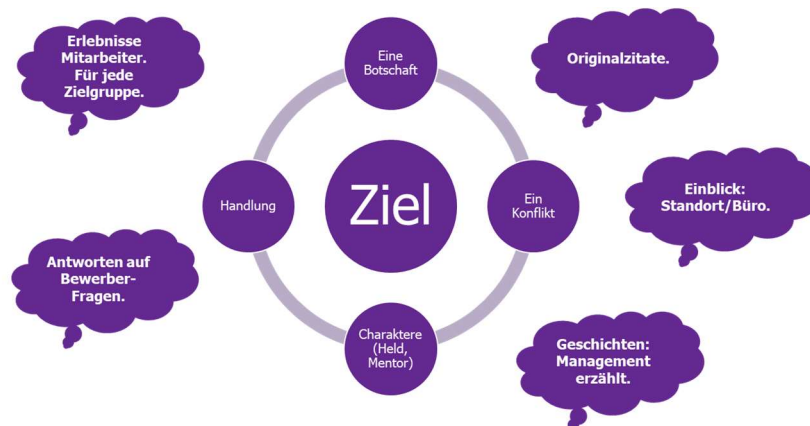 Erlebnisse
Mitarbeiter.
Für jede
Zielgruppe.
Eine
Botschaft
Originalzitate.
Handlung
Ziel
Ein
Konflikt
Einblick:
Standort/Büro.
Antworten auf
Bewerber-
Fragen.
Charaktere
(Held,
Mentor)
Geschichten:
Management
erzählt.